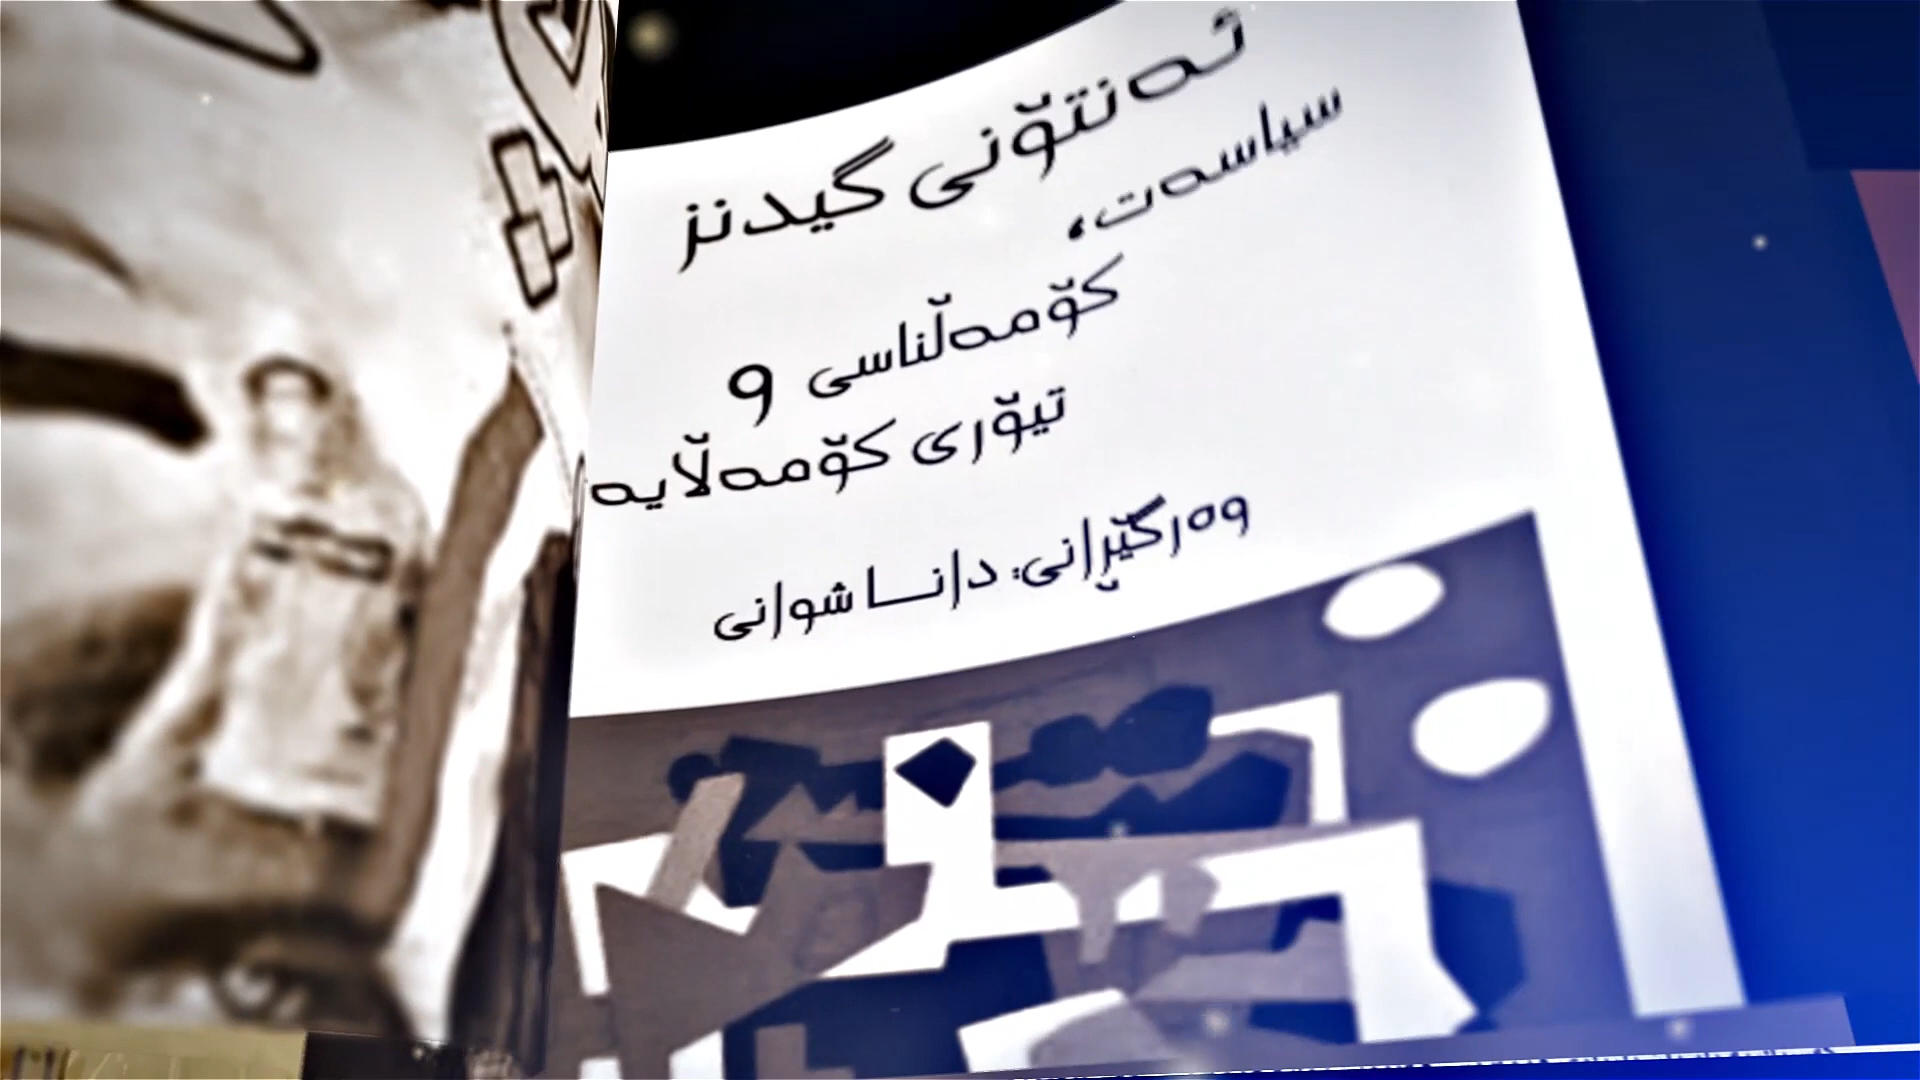 ئەنتۆنی گیدنز
سیاسەت،
کۆمەڵناسی و
تیۆری کۆمەڵایە
وەرگێڕانی: دانا شوانی